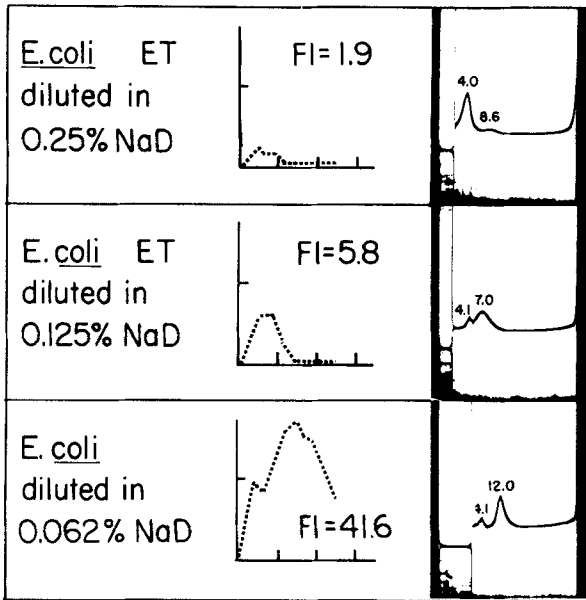 E. coli ET
diluted in
0.25% NaD
FI=1.9
4.0
8.6
E. coli ET
diluted in
0.125% NaD
FI=5.8
4.1
7.0
E. coli
diluted in
0.062% NaD
FI=41.6
4.1
12.0